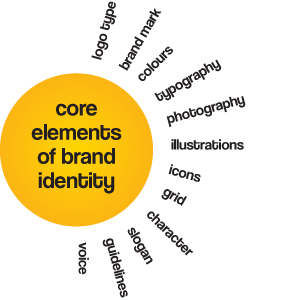 core
elements
of brand
identity
logo type
brand mark
colours
typography
photography
illustrations
icons
grid
character
slogan
guidelines
voice